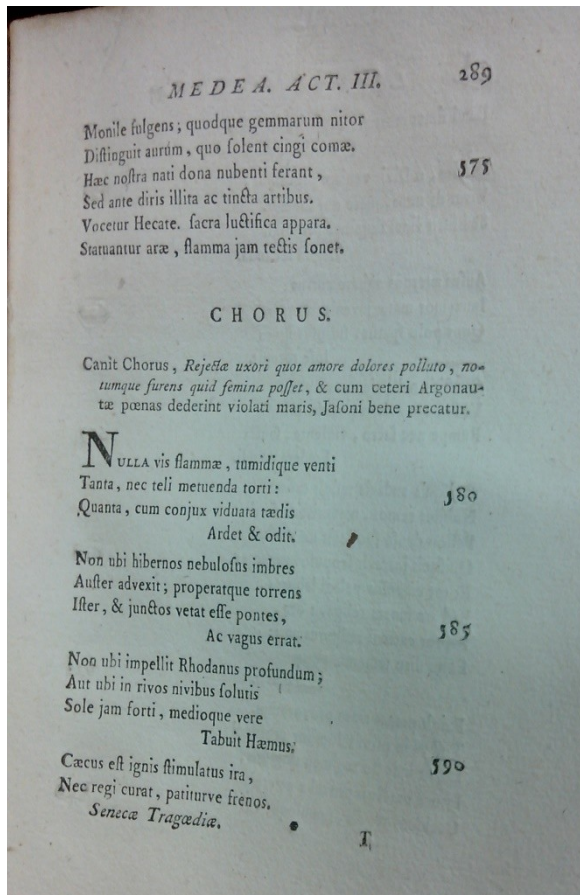 MEDEA. ACT. III. 289
Monile fulgens; quodque gemmarum nitor
Diſtinguit aurum, quo ſolent cingi comæ.
Hæc noſtra nati dona nubenti ferant, 575
Sed ante diris illita ac tincta artibus.
Vocetur Hecate. ſacra luctifica appara.
Statuantur aræ, flamma jam tectis ſonet.
CHORUS.
Canit Chorus, Rejectæ uxori quot amore dolores polluto, no-
tumque furens quid femina poſſet, & cum ceteri Argonau-
tæ pœnas dederint violati maris, Jaſoni bene precatur.
NULLA vis flammæ, tumidique venti
Tanta, nec teli metuenda torti: 580
Quanta, cum conjux viduata tædis
Ardet & odit.
Non ubi hibernos nebuloſus imbres
Auſter advexit; properatque torrens
Iſter, & junctos vetat eſſe pontes, 585
Ac vagus errat.
Non ubi impellit Rhodanus profundum;
Aut ubi in rivos nivibus ſolutis
Sole jam forti, medioque vere
Tabuit Hæmus. 590
Cæcus eſt ignis ſtimulatus ira,
Nec regi curat, patiturve frenos.
Senecæ Tragœdiæ. T